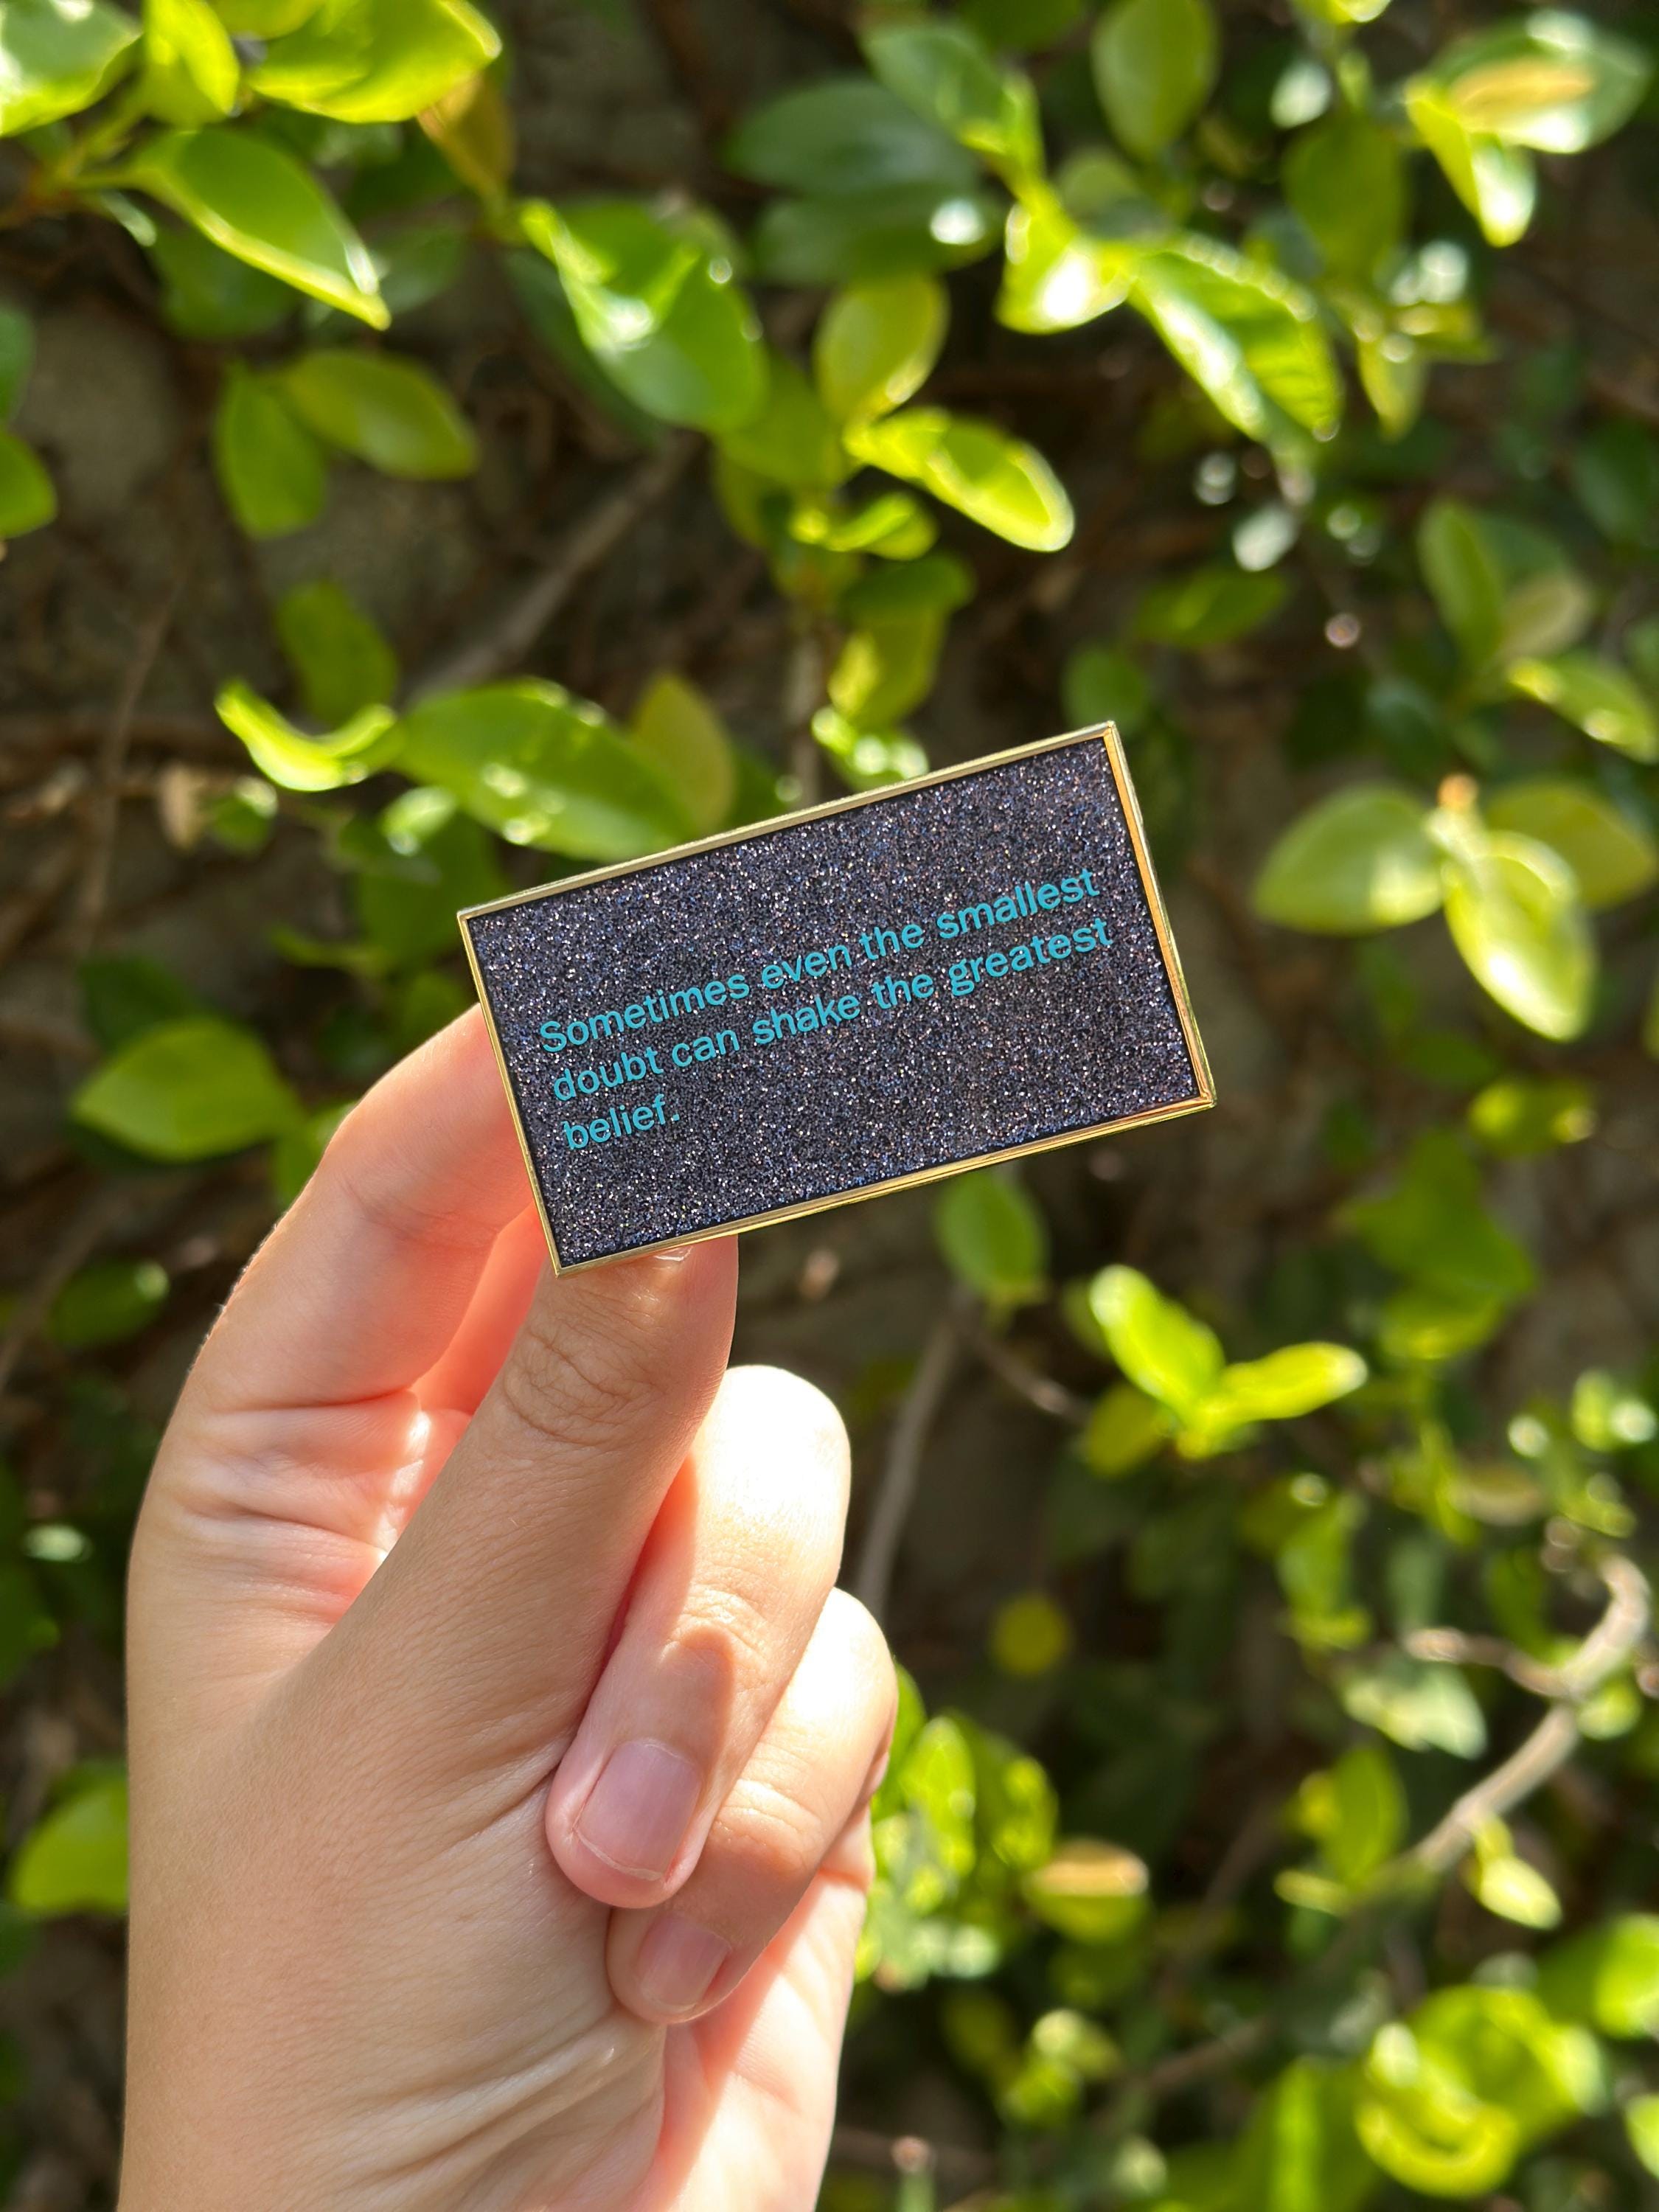 Sometimes even the smallest
doubt can shake the greatest
belief.